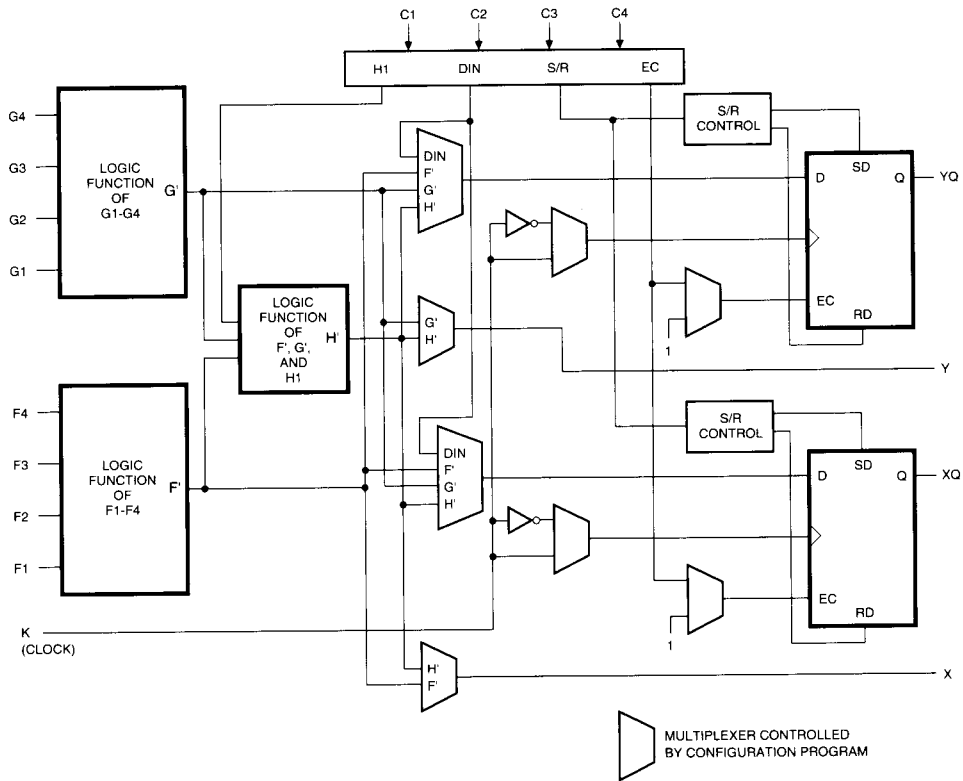 C1 C2 C3 C4
H1 DIN S/R EC
G4
G3
G2
G1
LOGIC
FUNCTION
OF
G1-G4
G'
DIN
F'
G'
H'
S/R
CONTROL
SD
D
Q
EC
RD
YQ
1
LOGIC
FUNCTION
OF
F', G',
AND
H1
H'
G'
H'
Y
F4
F3
F2
F1
LOGIC
FUNCTION
OF
F1-F4
F'
DIN
F'
G'
H'
S/R
CONTROL
SD
D
Q
EC
RD
XQ
1
K
(CLOCK)
H'
F'
X
MULTIPLEXER CONTROLLED
BY CONFIGURATION PROGRAM